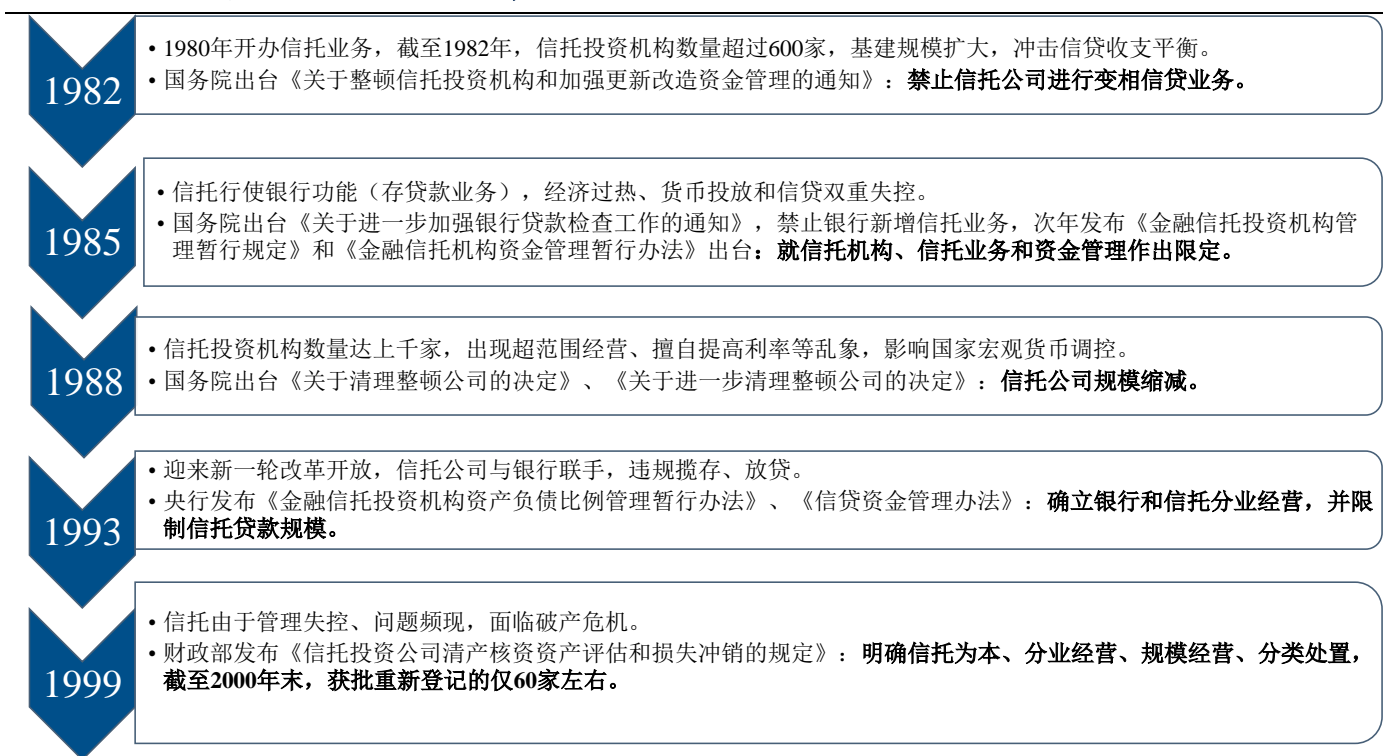 1982
• 1980年开办信托业务，截至1982年，信托投资机构数量超过600家，基建规模扩大，冲击信贷收支平衡。
• 国务院出台《关于整顿信托投资机构和加强更新改造资金管理的通知》：禁止信托公司进行变相信贷业务。
1985
• 信托行使银行功能（存贷款业务），经济过热、货币投放和信贷双重失控。
• 国务院出台《关于进一步加强银行贷款检查工作的通知》，禁止银行新增信托业务，次年发布《金融信托投资机构管
理暂行规定》和《金融信托机构资金管理暂行办法》出台：就信托机构、信托业务和资金管理作出限定。
1988
• 信托投资机构数量达上千家，出现超范围经营、擅自提高利率等乱象，影响国家宏观货币调控。
• 国务院出台《关于清理整顿公司的决定》、《关于进一步清理整顿公司的决定》：信托公司规模缩减。
1993
• 迎来新一轮改革开放，信托公司与银行联手，违规揽存、放贷。
• 央行发布《金融信托投资机构资产负债比例管理暂行办法》、《信贷资金管理办法》：确立银行和信托分业经营，并限
制信托贷款规模。
1999
• 信托由于管理失控、问题频现，面临破产危机。
• 财政部发布《信托投资公司清产核资资产评估和损失冲销的规定》：明确信托为本、分业经营、规模经营、分类处置，
截至2000年末，获批重新登记的仅60家左右。